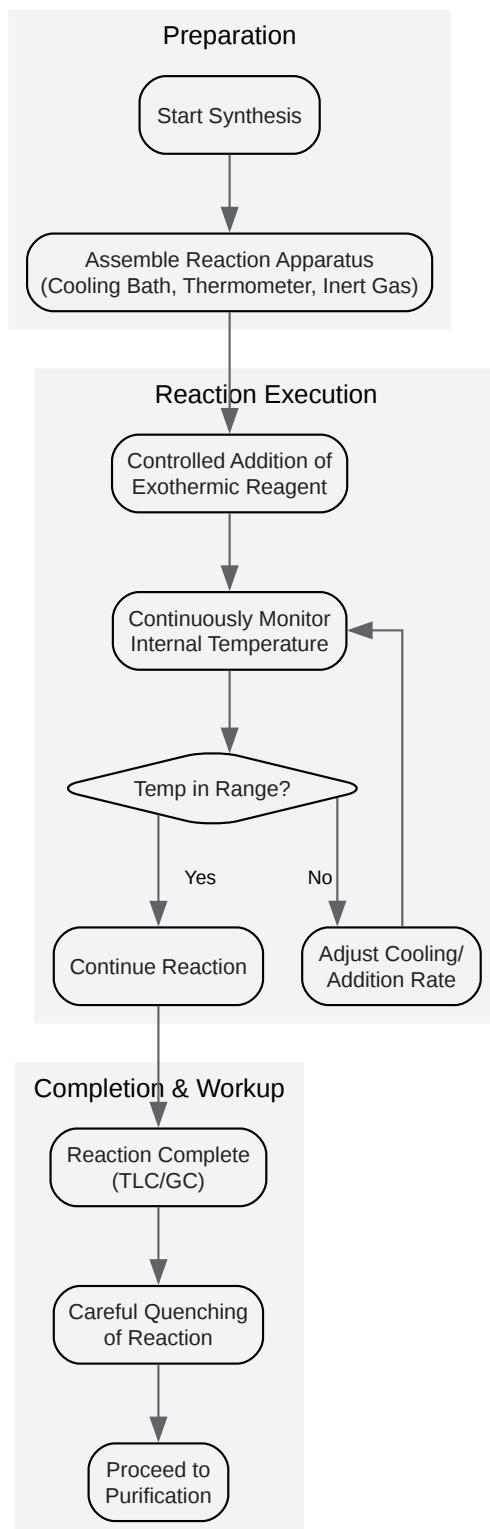 Preparation
Start Synthesis
Assemble Reaction Apparatus
(Cooling Bath, Thermometer, Inert Gas)
Reaction Execution
Controlled Addition of
Exothermic Reagent
Continuously Monitor
Internal Temperature
Temp in Range?
Yes
No
Continue Reaction
Adjust Cooling/
Addition Rate
Completion & Workup
Reaction Complete
(TLC/GC)
Careful Quenching
of Reaction
Proceed to
Purification